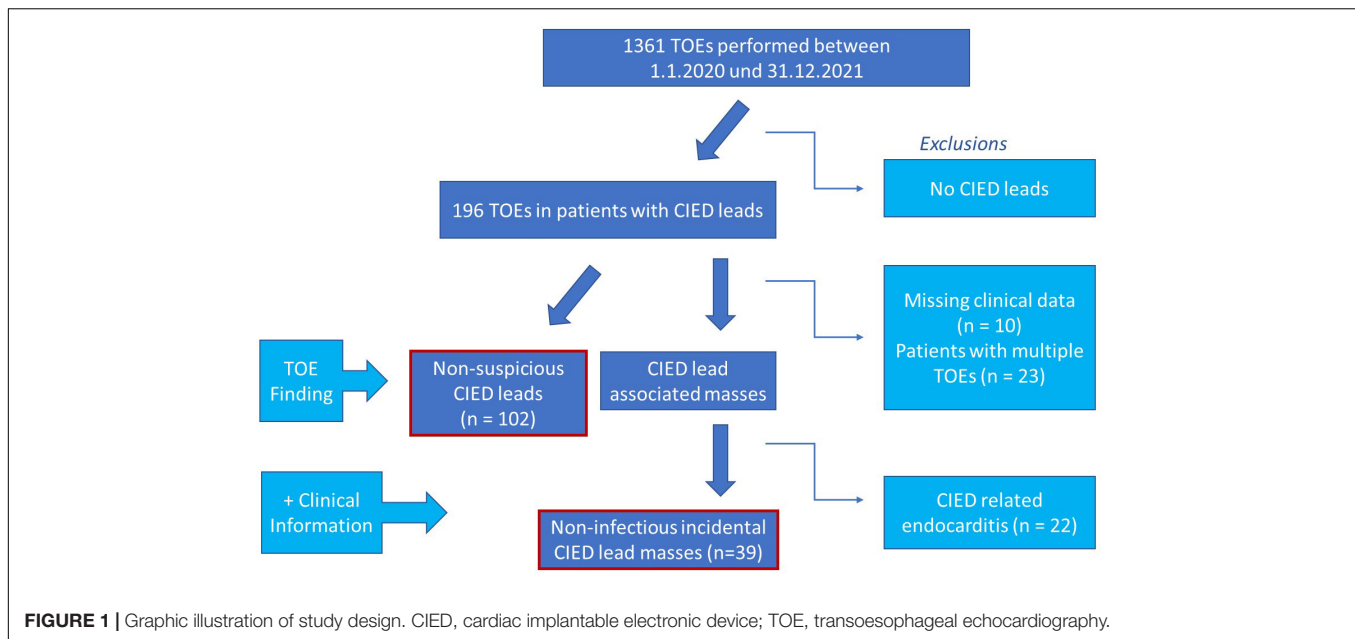 1361 TOEs performed between
1.1.2020 und 31.12.2021
Exclusions
No CIED leads
196 TOEs in patients with CIED leads
Missing clinical data
(n = 10)
Patients with multiple
TOEs (n = 23)
TOE
Finding
Non-suspicious
CIED leads
(n = 102)
CIED lead
associated masses
+ Clinical
Information
Non-infectious incidental
CIED lead masses (n=39)
CIED related
endocarditis (n = 22)
FIGURE 1 | Graphic illustration of study design. CIED, cardiac implantable electronic device; TOE, transoesophageal echocardiography.